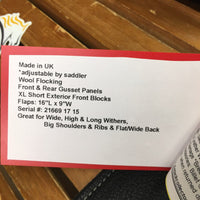 Made in UK
*adjustable by saddler
Wool Flocking
Front & Rear Gusset Panels
XL Short Exterior Front Blocks
Flaps: 16"L x 9"W
Serial #: 21669 17 15
Great for Wide, High & Long Withers,
Big Shoulders & Ribs & Flat/Wide Back